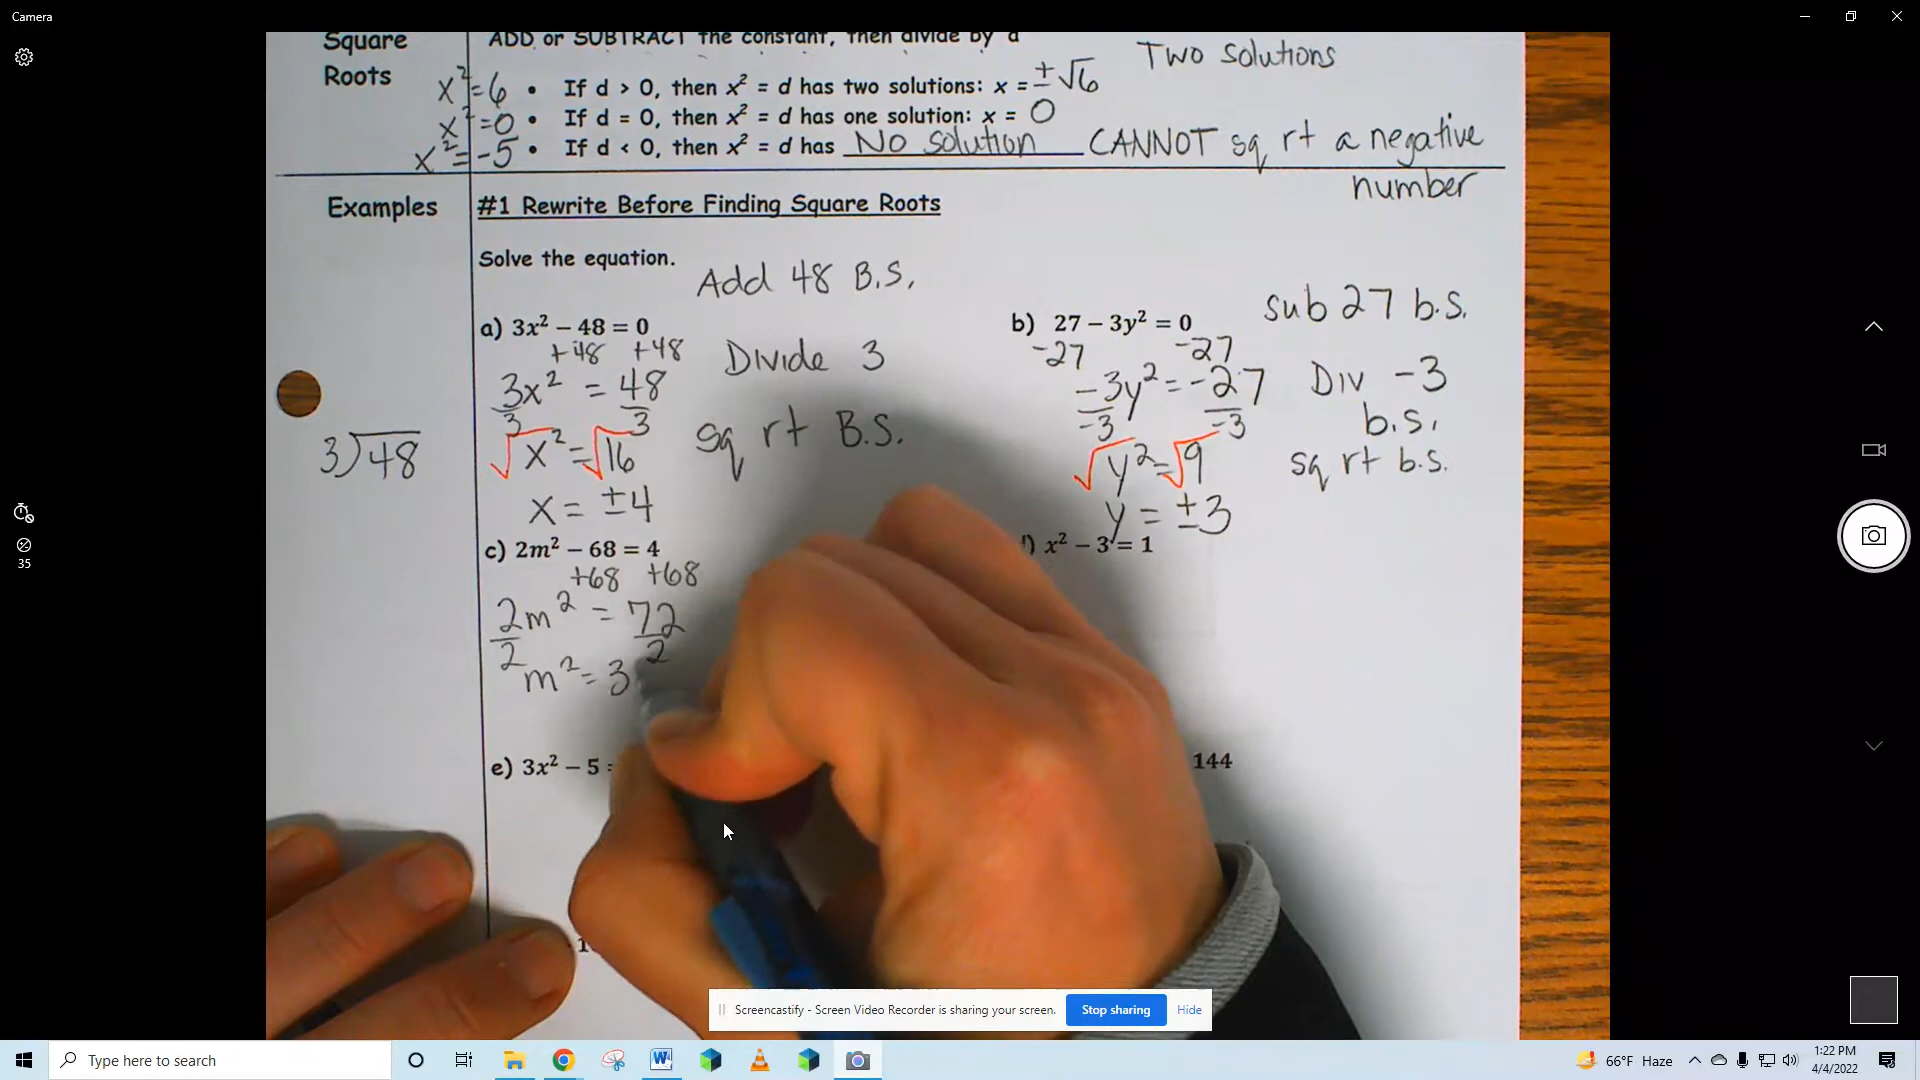 Camera
Square
Roots
ADD or SUBTRACT the constant, then divide by a
TWO solutions
x²=6
• If d > 0, then x² = d has two solutions: x = ±√6
x²=0
• If d = 0, then x² = d has one solution: x = 0
x²=-5
• If d < 0, then x² = d has No solution
CANNOT sq rt a negative
number
Examples
#1 Rewrite Before Finding Square Roots
Solve the equation.
Add 48 B.S.
a) 3x² − 48 = 0
+48 +48
Divide 3
3x² = 48
3 3
3)48
√x² = √16
sq rt B.S.
x = ±4
b) 27 − 3y² = 0
sub 27 b.s.
-27 -27
-3y² = -27
Div -3
-3 -3
b.s.
√y² = √9
sq rt b.s.
y = ±3
c) 2m² − 68 = 4
+68 +68
2m² = 72
2 2
m² = 3
) x² − 3 = 1
e) 3x² − 5 =
144
35
Screencastify - Screen Video Recorder is sharing your screen.
Stop sharing
Hide
Type here to search
66°F Haze
1:22 PM
4/4/2022